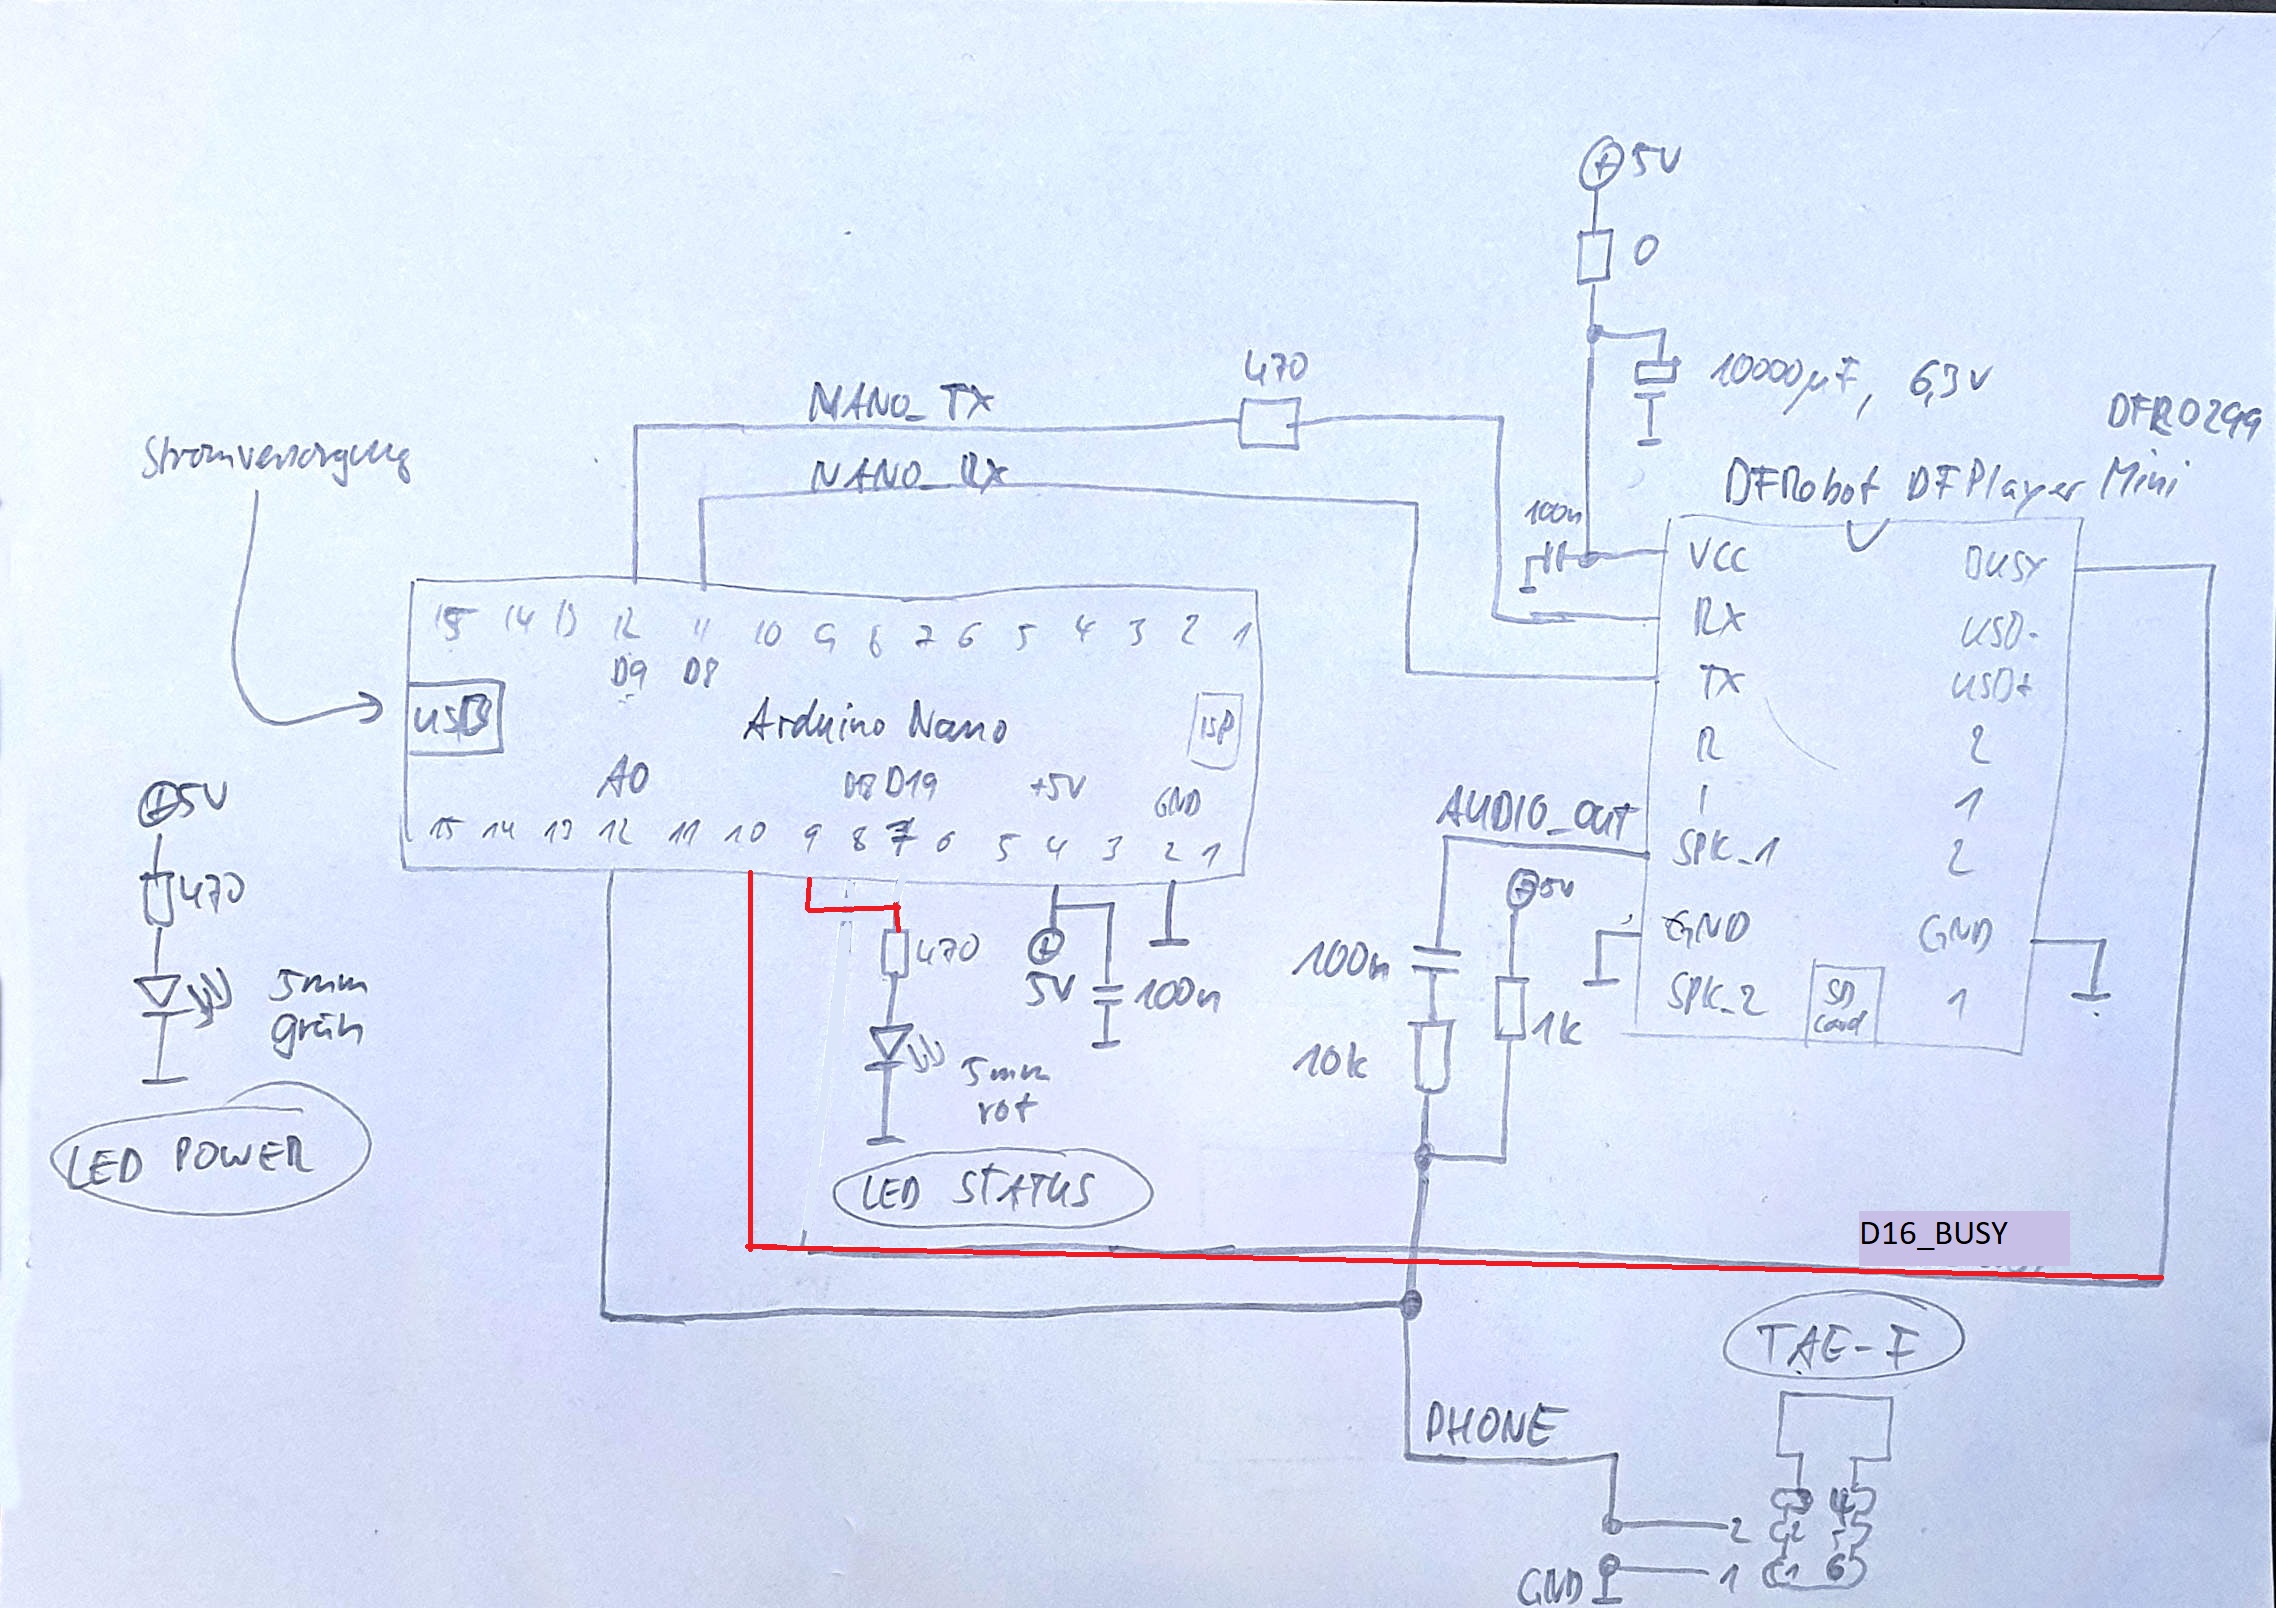 ⊕5V
0
10000µF, 6,3V
DFR0299
470
NANO_TX
NANO_RX
Stromversorgung
DFRobot DFPlayer Mini
100n
VCC BUSY
RX USB-
TX USB+
R 2
I 1
SPK_1 2
GND GND
SPK_2 SD Card 1
15 14 13 12 11 10 9 8 7 6 5 4 3 2 1
D9 D8
USB
Arduino Nano
ISP
A0 D19 +5V GND
15 14 13 12 11 10 9 8 7 6 5 4 3 2 1
AUDIO_OUT
⊕5V
470
5mm
grün
LED POWER
470
5mm
rot
LED STATUS
5V
100n
100n
10k
⊕5V
1k
D16_BUSY
TAE-F
PHONE
3 4
2 2 5
GND 1 1 6